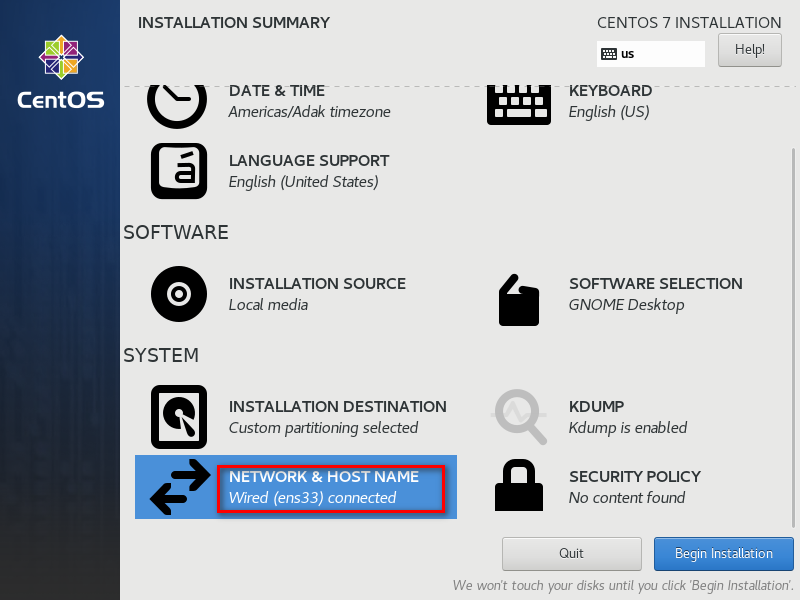 INSTALLATION SUMMARY
CENTOS 7 INSTALLATION
us
Help!
CentOS
DATE & TIME
Americas/Adak timezone
KEYBOARD
English (US)
á
LANGUAGE SUPPORT
English (United States)
SOFTWARE
INSTALLATION SOURCE
Local media
SOFTWARE SELECTION
GNOME Desktop
SYSTEM
INSTALLATION DESTINATION
Custom partitioning selected
KDUMP
Kdump is enabled
NETWORK & HOST NAME
Wired (ens33) connected
SECURITY POLICY
No content found
Quit
Begin Installation
We won't touch your disks until you click 'Begin Installation'.